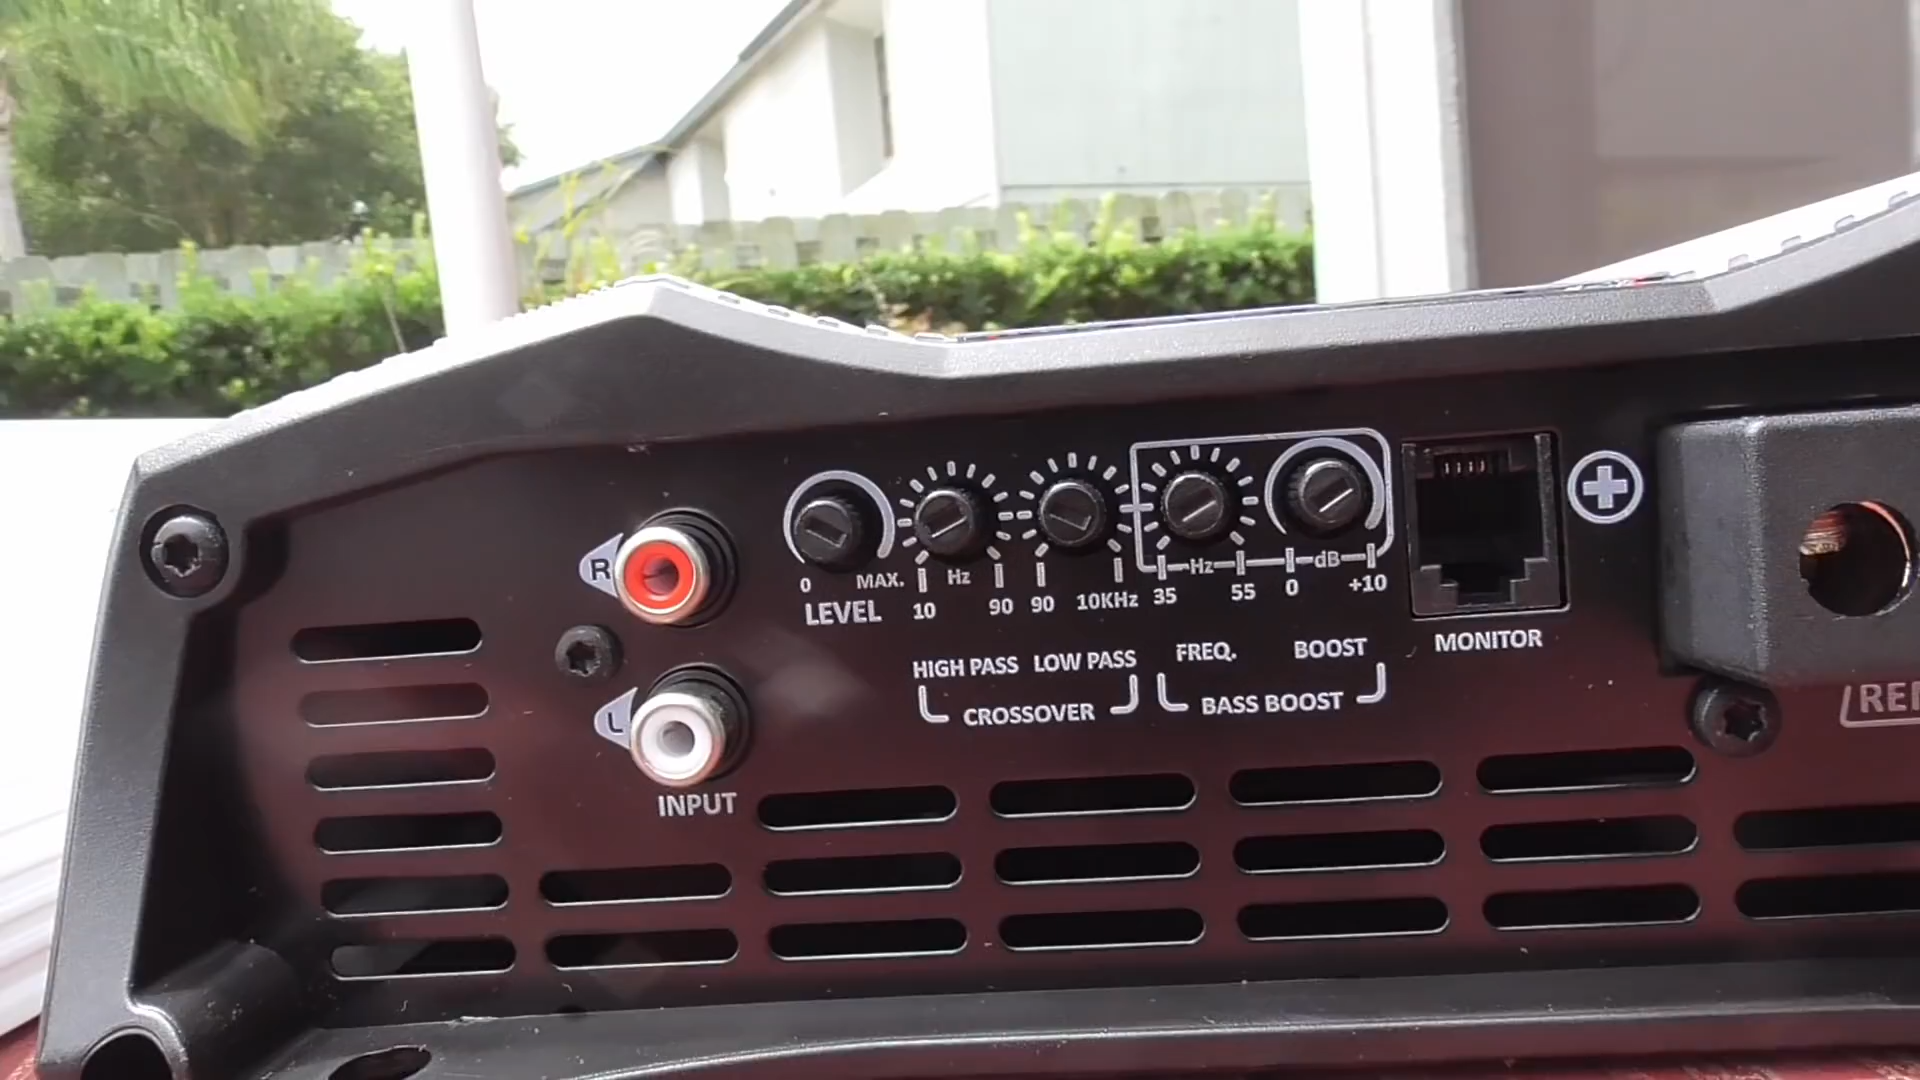 R
L
INPUT
0 MAX.
LEVEL
Hz
10 90
90 10KHz
HIGH PASS LOW PASS
CROSSOVER
Hz
35 55
dB
0 +10
FREQ. BOOST
BASS BOOST
MONITOR